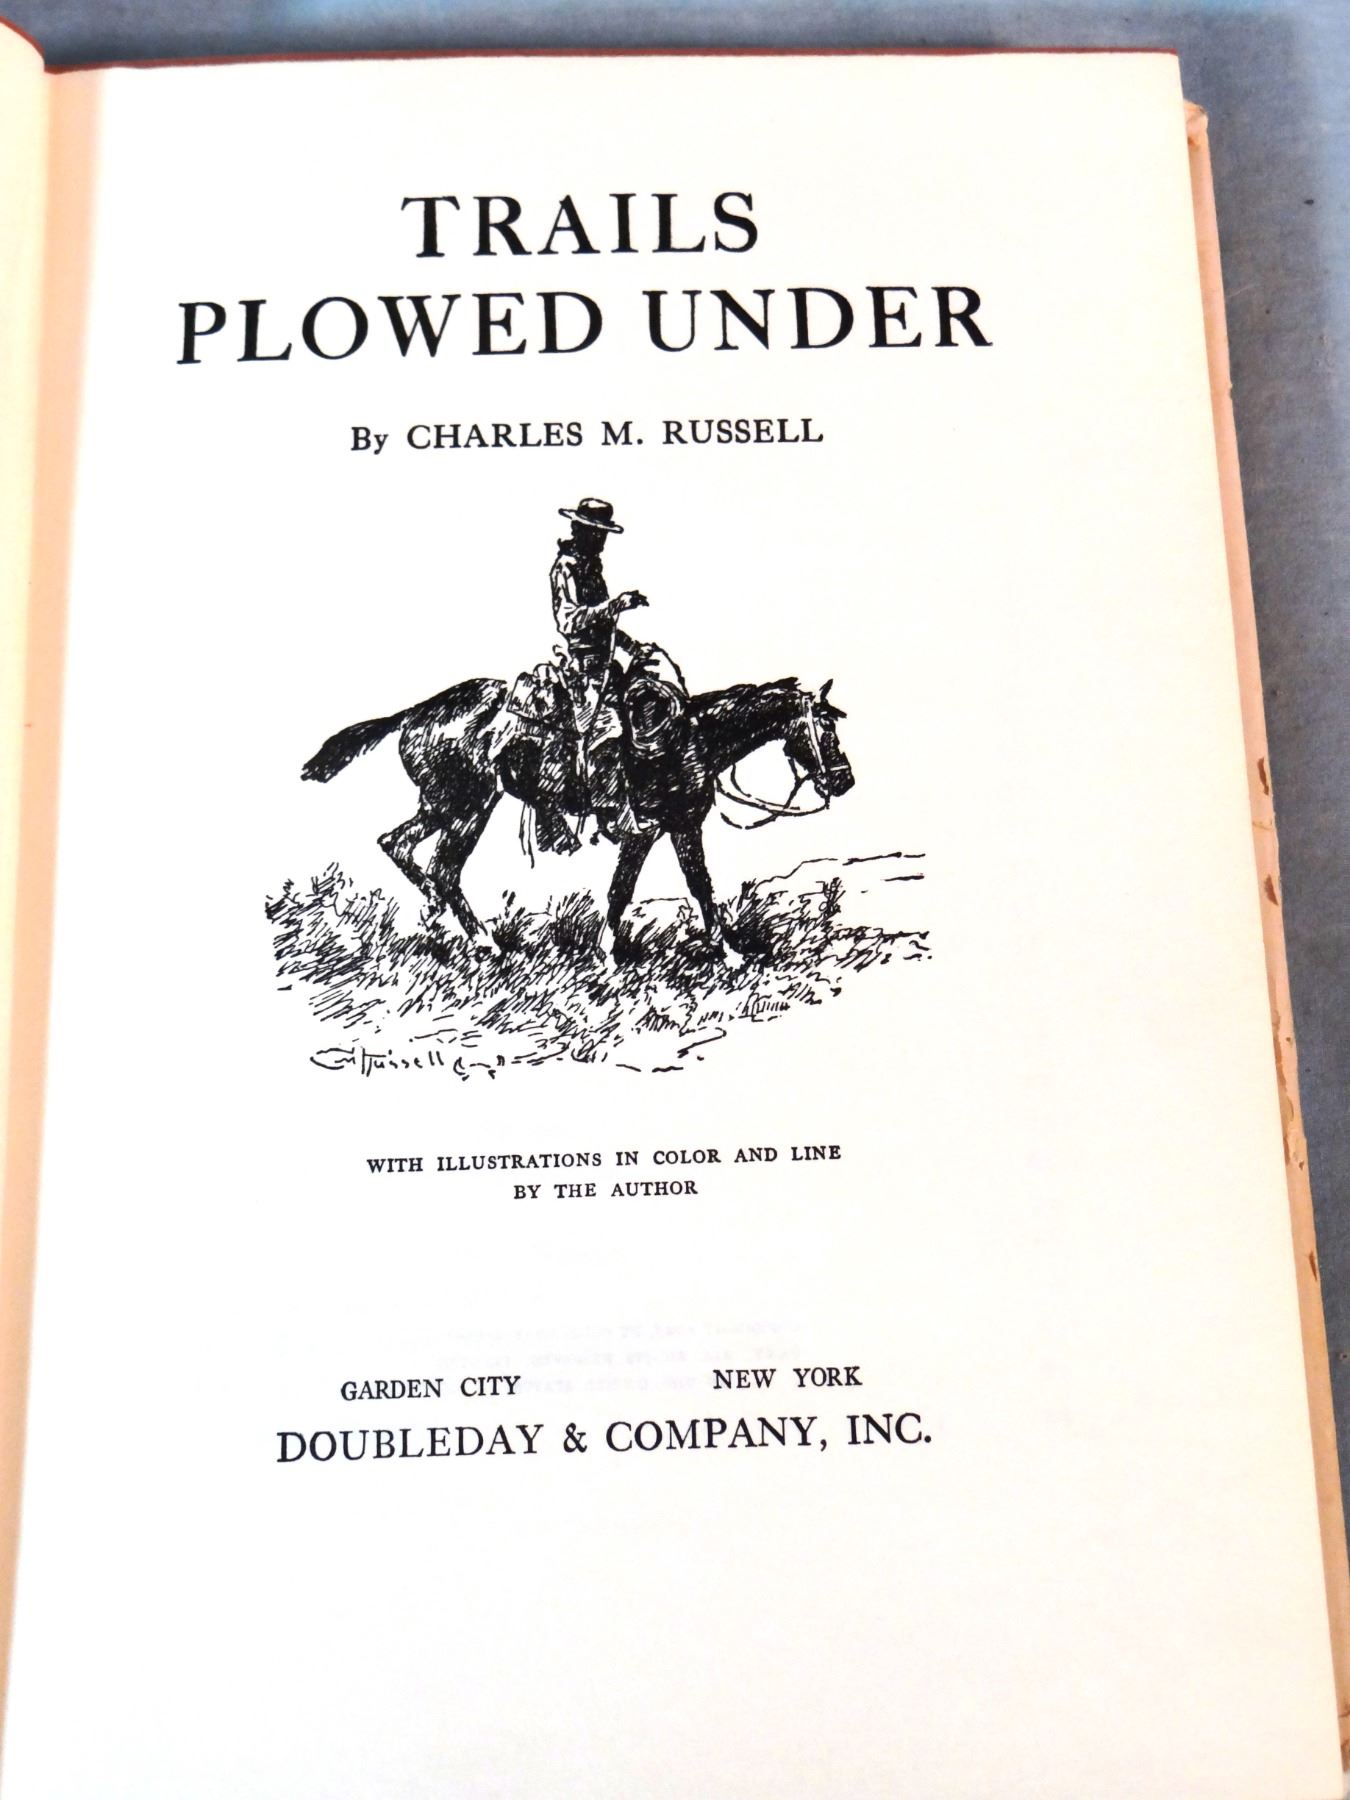 TRAILS
PLOWED UNDER
By CHARLES M. RUSSELL
CMRussell
WITH ILLUSTRATIONS IN COLOR AND LINE
BY THE AUTHOR
GARDEN CITY NEW YORK
DOUBLEDAY & COMPANY, INC.